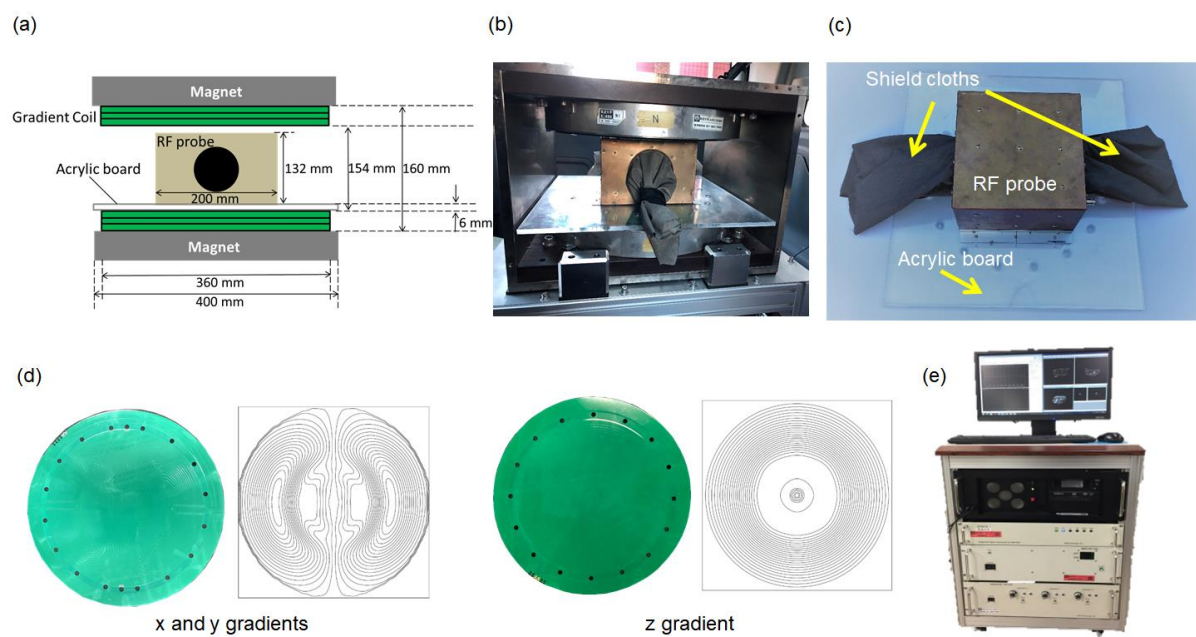 (a)
Magnet
Gradient Coil
RF probe
Acrylic board
132 mm
154 mm
160 mm
200 mm
6 mm
Magnet
360 mm
400 mm
(b)
N
(c)
Shield cloths
RF probe
Acrylic board
(d)
x and y gradients
z gradient
(e)